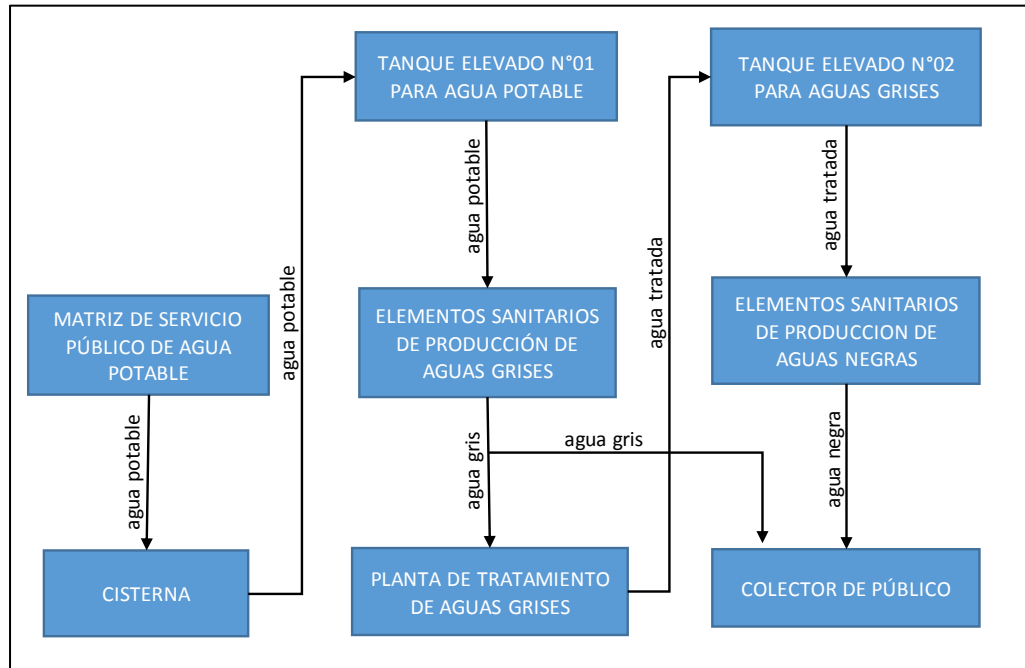 TANQUE ELEVADO N°01
PARA AGUA POTABLE
TANQUE ELEVADO N°02
PARA AGUAS GRISES
agua potable
agua tratada
MATRIZ DE SERVICIO
PÚBLICO DE AGUA
POTABLE
agua potable
ELEMENTOS SANITARIOS
DE PRODUCCIÓN DE
AGUAS GRISES
agua tratada
ELEMENTOS SANITARIOS
DE PRODUCCION DE
AGUAS NEGRAS
agua potable
agua gris
agua gris
agua negra
CISTERNA
PLANTA DE TRATAMIENTO
DE AGUAS GRISES
COLECTOR DE PÚBLICO